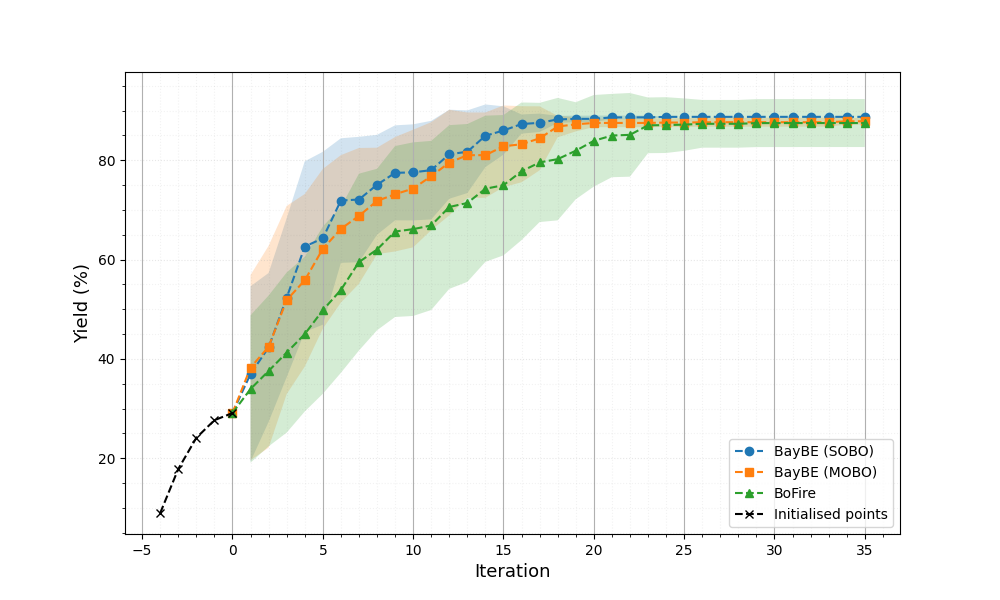 80
60
40
20
Yield (%)
−5
0
5
10
15
20
25
30
35
Iteration
BayBE (SOBO)
BayBE (MOBO)
BoFire
Initialised points